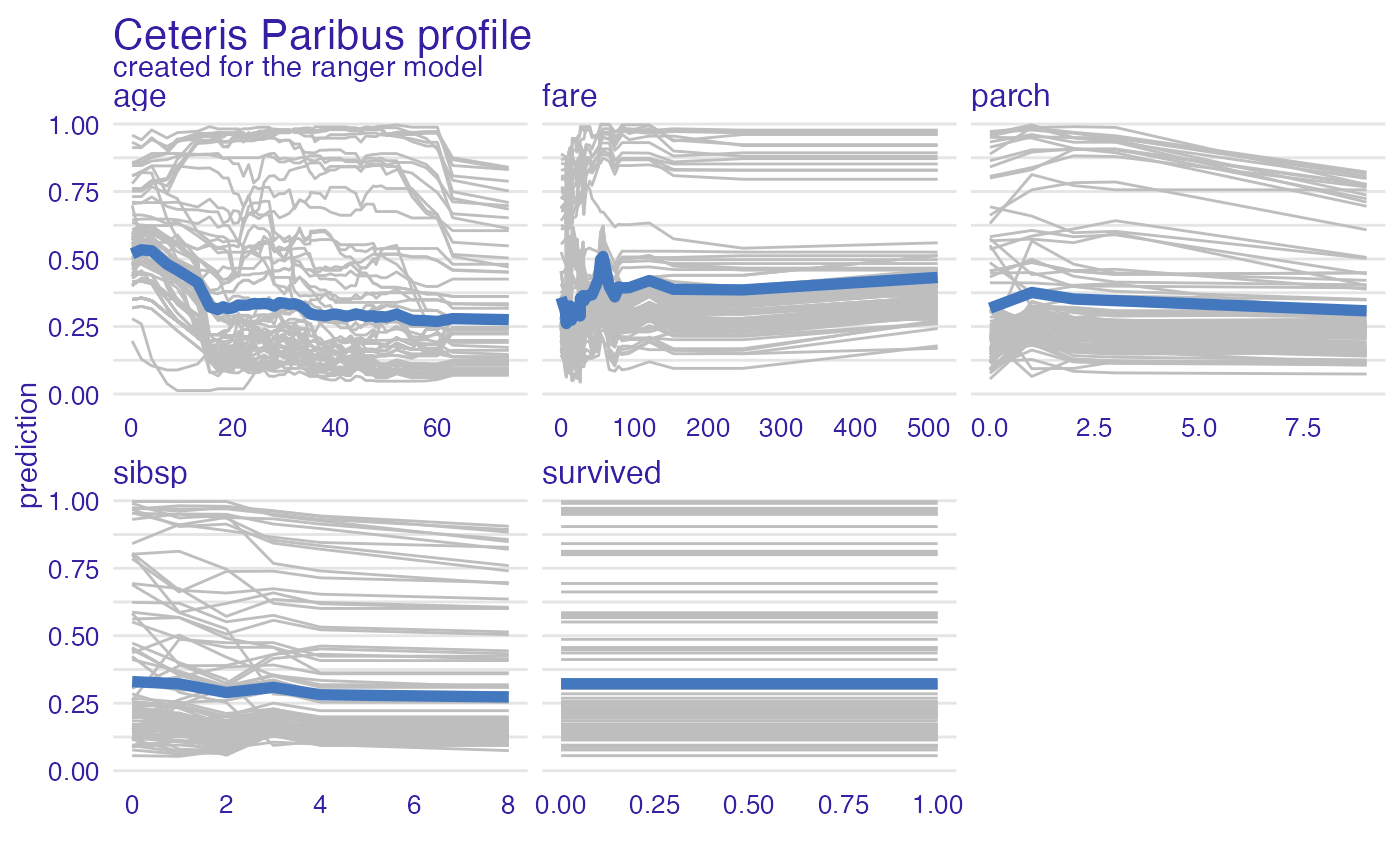 Ceteris Paribus profile
created for the ranger model
age fare parch
1.00
0.75
0.50
0.25
0.00
0 20 40 60 0 100 200 300 400 500 0.0 2.5 5.0 7.5
prediction
sibsp survived
1.00
0.75
0.50
0.25
0.00
0 2 4 6 8 0.00 0.25 0.50 0.75 1.00